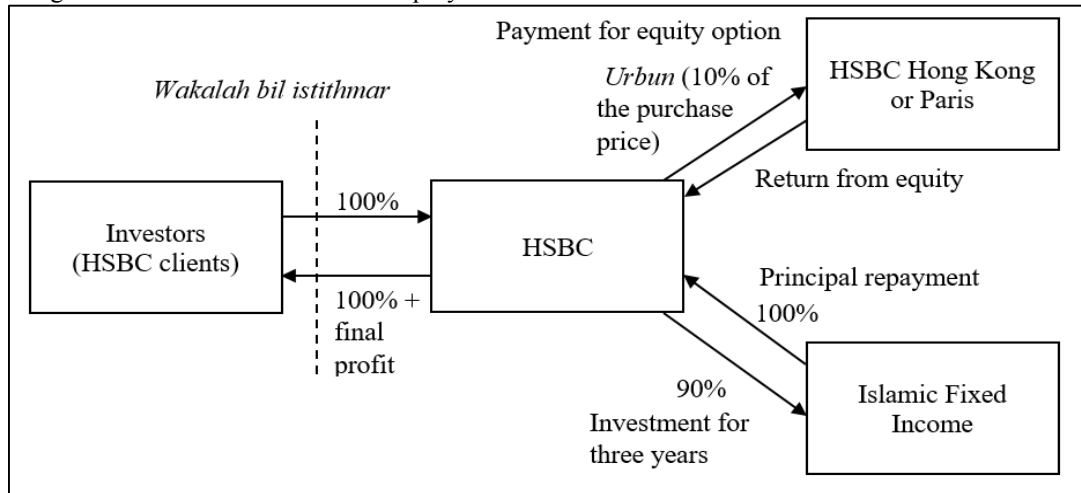 Payment for equity option
Wakalah bil istithmar
Urbun (10% of
the purchase
price)
HSBC Hong Kong
or Paris
Return from equity
Investors
(HSBC clients)
100%
100% +
final
profit
HSBC
Principal repayment
100%
90%
Investment for
three years
Islamic Fixed
Income